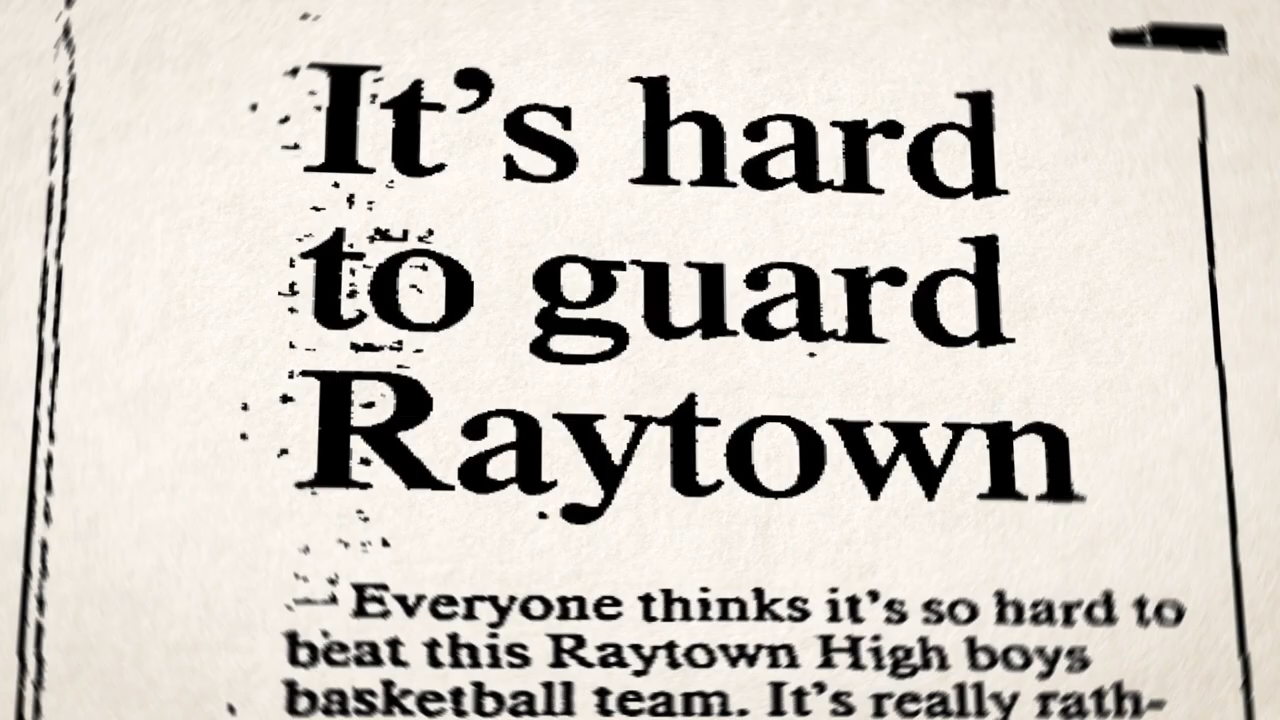 It’s hard
to guard
Raytown
Everyone thinks it’s so hard to
beat this Raytown High boys
basketball team. It’s really rath-